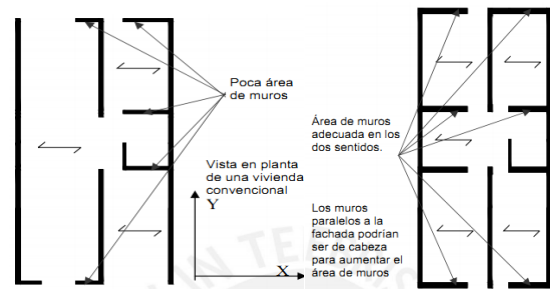 Poca área
de muros
Vista en planta
de una vivienda
convencional
Y
X
Área de muros
adecuada en los
dos sentidos.
Los muros
paralelos a la
fachada podrían
ser de cabeza
para aumentar el
área de muros